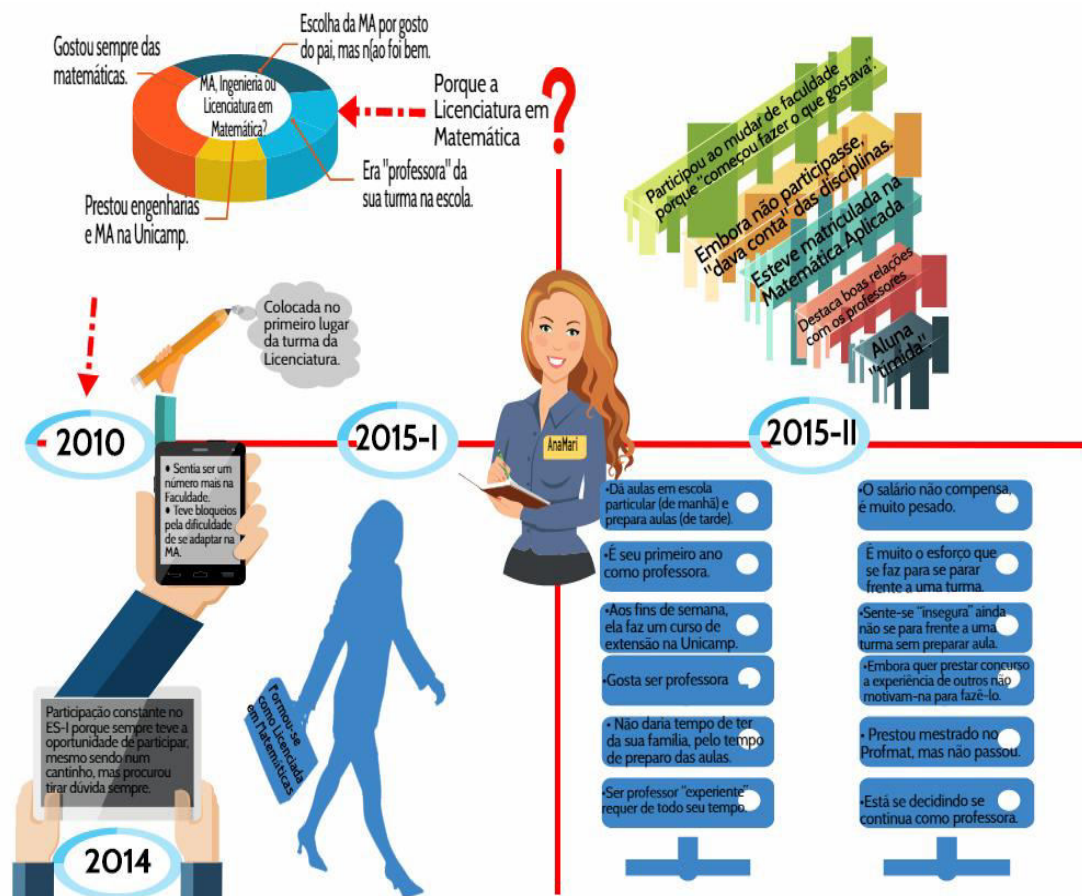 Gostou sempre das
matemáticas.
Escolha da MA por gosto
do pai, mas n(ao foi bem.
MA, Ingenieria ou
Licenciatura em
Matemática?
Prestou engenharias
e MA na Unicamp.
Era "professora" da
sua turma na escola.
Porque a
Licenciatura em
Matemática
?
Participou ao mudar de faculdade
porque "começou fazer o que gostava".
Embora não participasse,
"dava conta" das disciplinas.
Esteve matriculada na
Matemática Aplicada
Destaca boas relações
com os professores
Aluna
"tímida".
Colocada no
primeiro lugar
da turma da
Licenciatura.
2010
2015-I
AnaMari
2015-II
• Sentia ser um
número mais na
Faculdade.
• Teve bloqueios
pela dificuldade
de se adaptar na
MA.
Participação constante no
ES-I porque sempre teve a
oportunidade de participar,
mesmo sendo num
cantinho, mas procurou
tirar dúvida sempre.
2014
Formou-se
como Licenciada
em Matemáticas
•Dá aulas em escola
particular (de manhã) e
prepara aulas (de tarde).
•É seu primeiro ano
como professora.
•Aos fins de semana,
ela faz um curso de
extensão na Unicamp.
•Gosta ser professora
• Não daria tempo de ter
da sua família, pelo tempo
de preparo das aulas.
•Ser professor "experiente"
requer de todo seu tempo.
•O salário não compensa,
é muito pesado.
É muito o esforço que
se faz para se parar
frente a uma turma.
•Sente-se "insegura" ainda
não se para frente a uma
turma sem preparar aula.
•Embora quer prestar concurso
a experiência de outros não
motivam-na para fazê-lo.
• Prestou mestrado no
Profmat, mas não passou.
•Está se decidindo se
continua como professora.